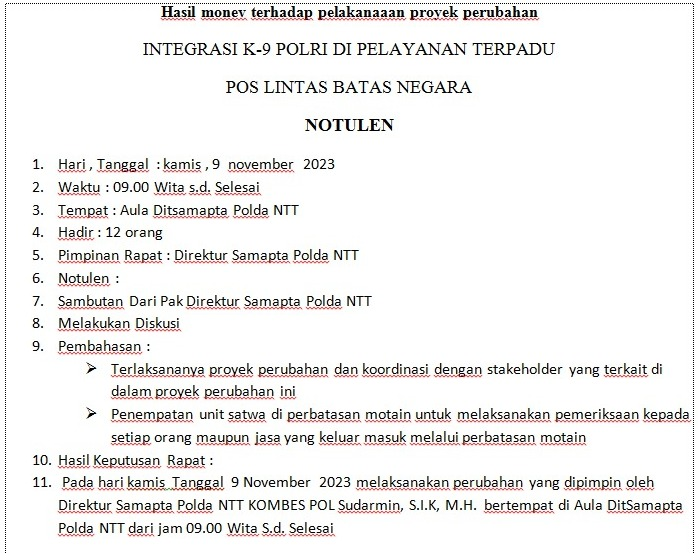 Hasil monev terhadap pelakanaaan proyek perubahan
INTEGRASI K-9 POLRI DI PELAYANAN TERPADU
POS LINTAS BATAS NEGARA
NOTULEN
1. Hari , Tanggal : kamis , 9 november 2023
2. Waktu : 09.00 Wita s.d. Selesai
3. Tempat : Aula Ditsamapta Polda NTT
4. Hadir : 12 orang
5. Pimpinan Rapat : Direktur Samapta Polda NTT
6. Notulen :
7. Sambutan Dari Pak Direktur Samapta Polda NTT
8. Melakukan Diskusi
9. Pembahasan :
➢ Terlaksananya proyek perubahan dan koordinasi dengan stakeholder yang terkait di
dalam proyek perubahan ini
➢ Penempatan unit satwa di perbatasan motain untuk melaksanakan pemeriksaan kepada
setiap orang maupun jasa yang keluar masuk melalui perbatasan motain
10. Hasil Keputusan Rapat :
11. Pada hari kamis Tanggal 9 November 2023 melaksanakan perubahan yang dipimpin oleh
Direktur Samapta Polda NTT KOMBES POL Sudarmin, S.I.K, M.H. bertempat di Aula DitSamapta
Polda NTT dari jam 09.00 Wita S.d. Selesai